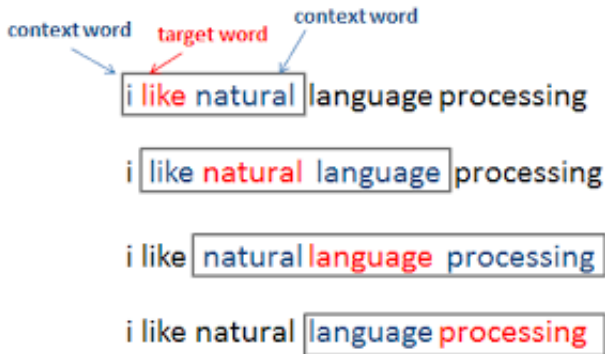 context word
target word
context word
i like natural language processing
i like natural language processing
i like natural language processing
i like natural language processing